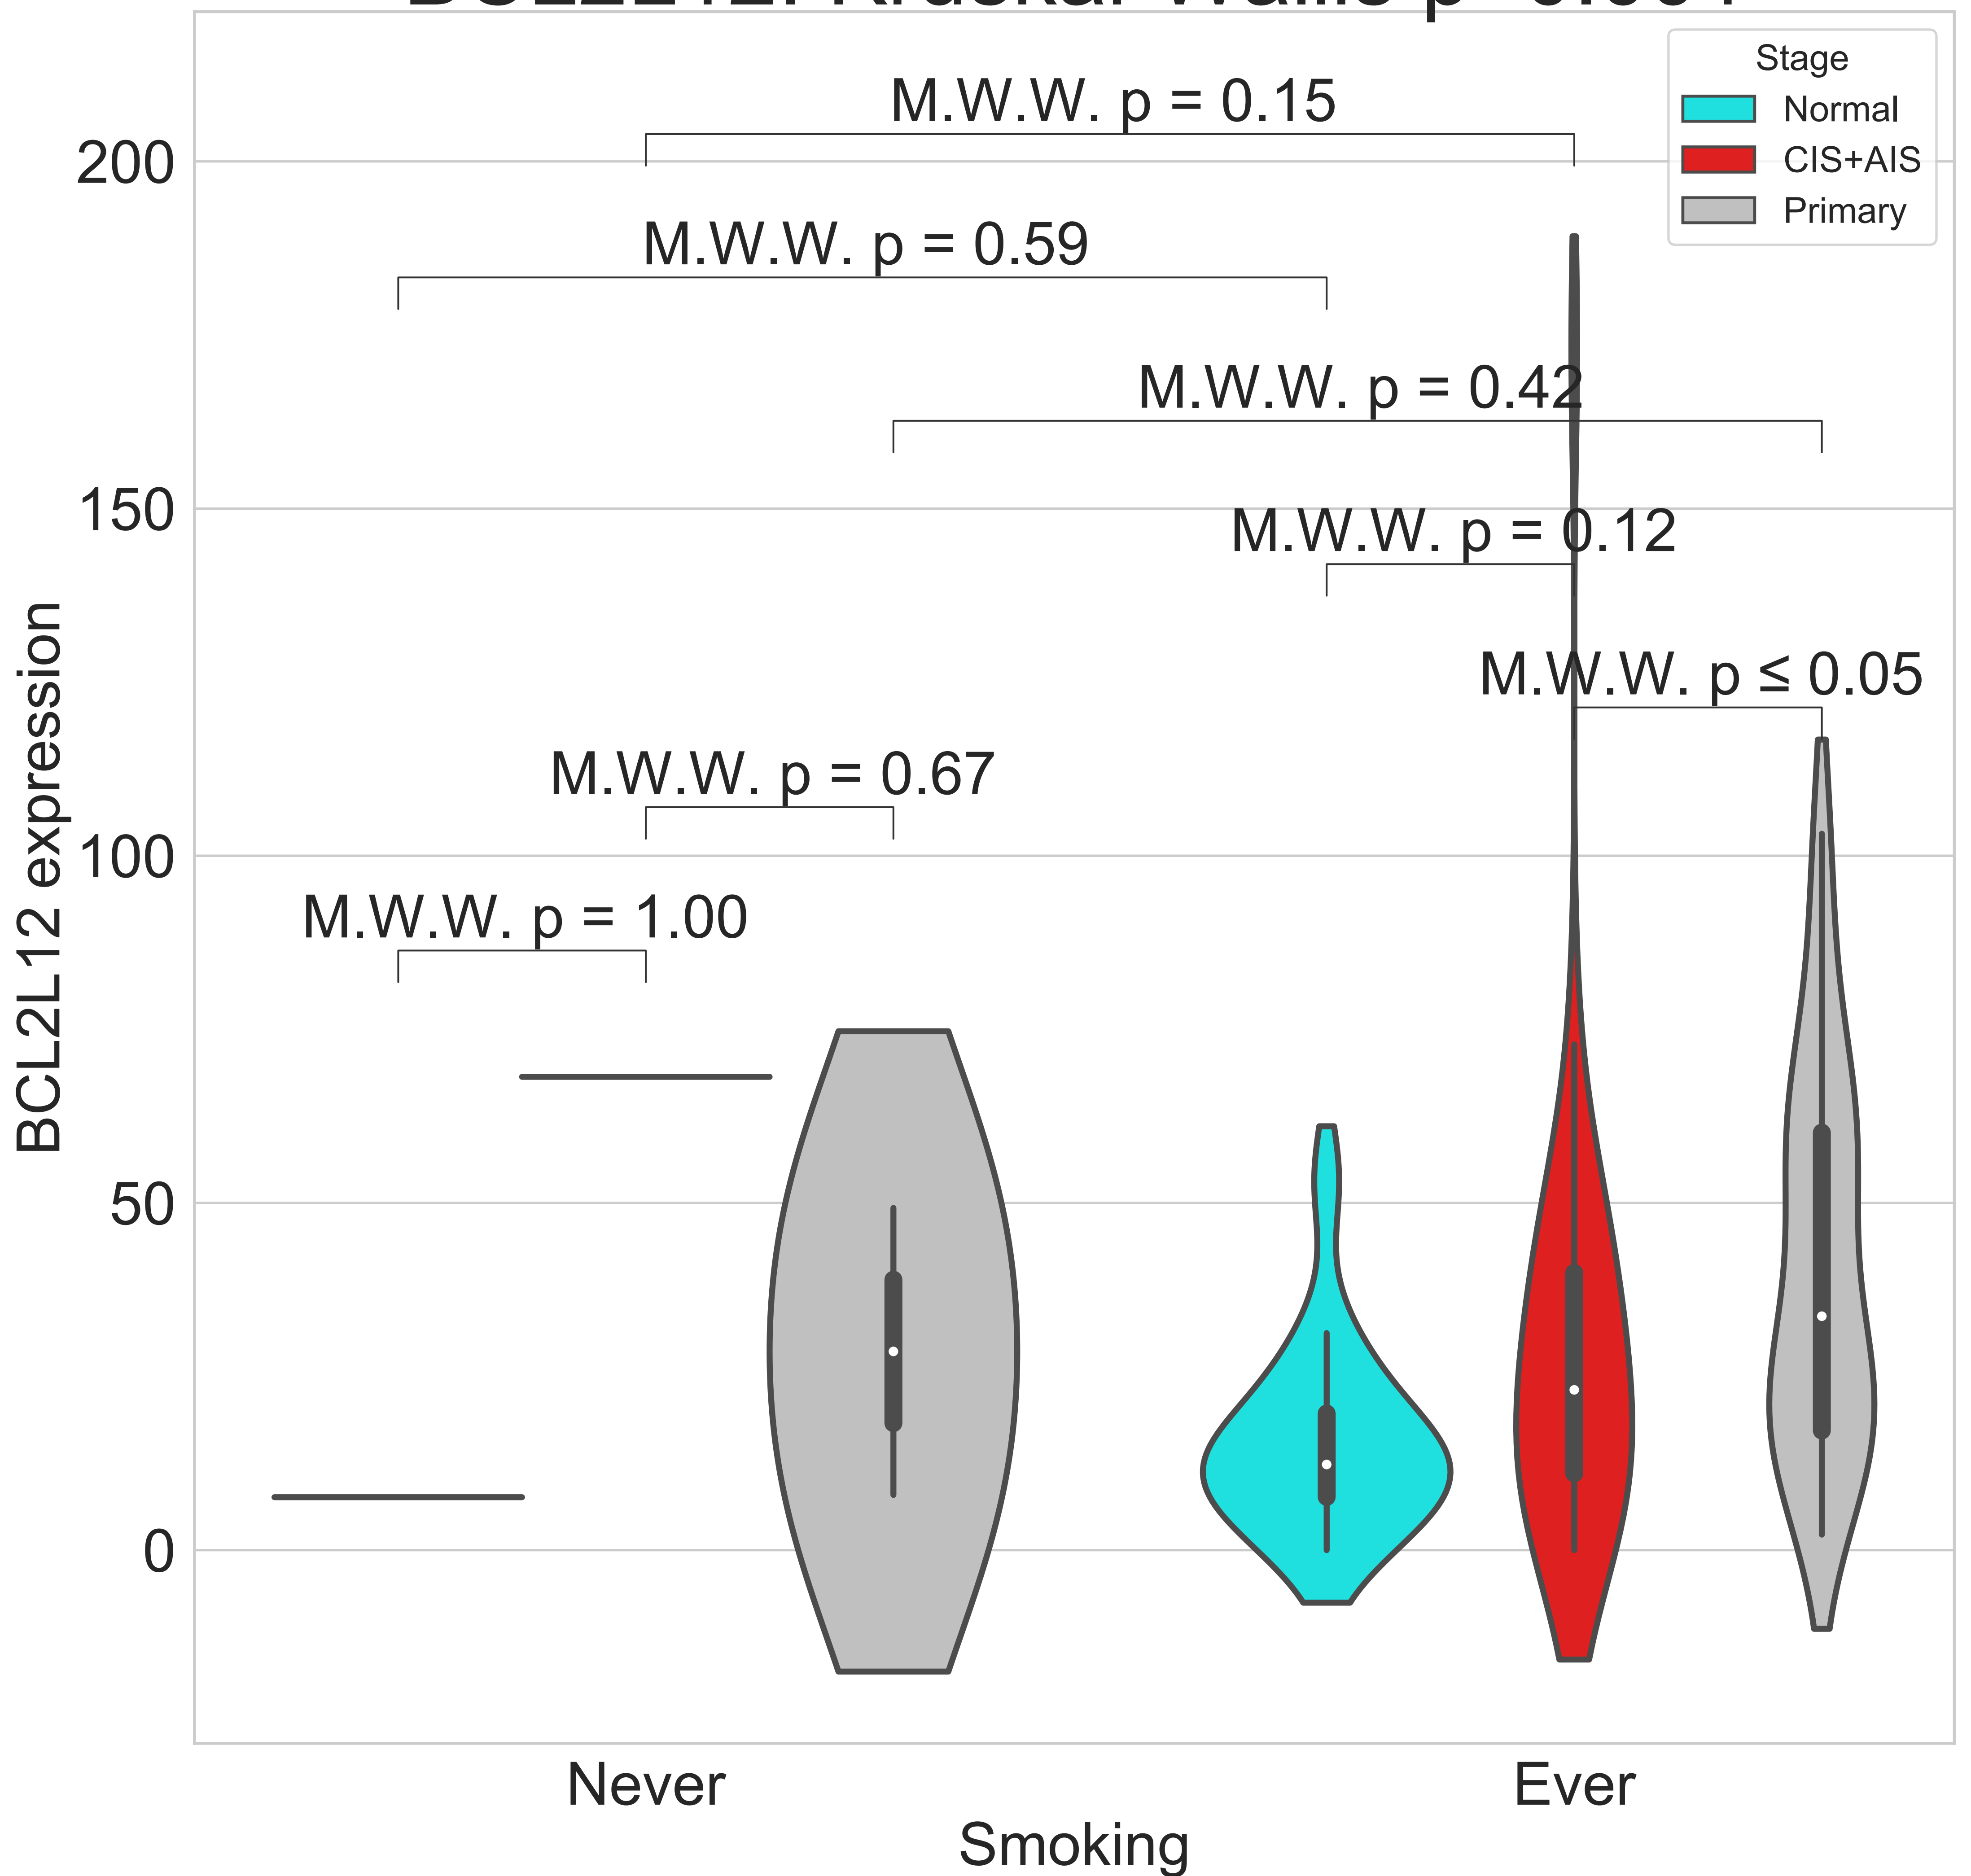 Stage
Normal
CIS+AIS
Primary
M.W.W. p = 0.15
M.W.W. p = 0.59
M.W.W. p = 0.42
M.W.W. p = 0.12
M.W.W. p ≤ 0.05
M.W.W. p = 0.67
M.W.W. p = 1.00
BCL2L12 expression
200
150
100
50
0
Never
Ever
Smoking